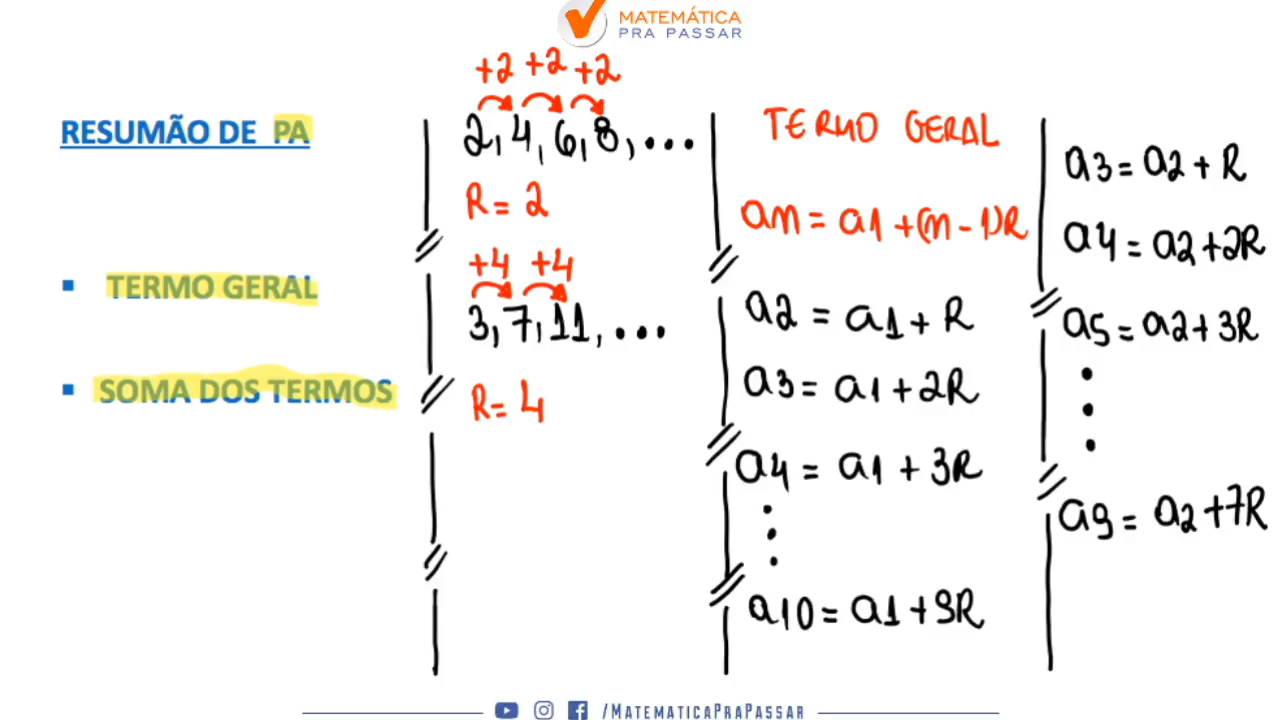 MATEMÁTICA
PRA PASSAR
RESUMÃO DE PA
▪ TERMO GERAL
▪ SOMA DOS TERMOS
+2 +2 +2
2, 4, 6, 8, ...
R = 2
+4 +4
3, 7, 11, ...
R = 4
TERMO GERAL
an = a1 + (n - 1)R
a2 = a1 + R
a3 = a1 + 2R
a4 = a1 + 3R
⋮
a10 = a1 + 9R
a3 = a2 + R
a4 = a2 + 2R
a5 = a2 + 3R
⋮
a9 = a2 + 7R
/MATEMATICAPRAPASSAR